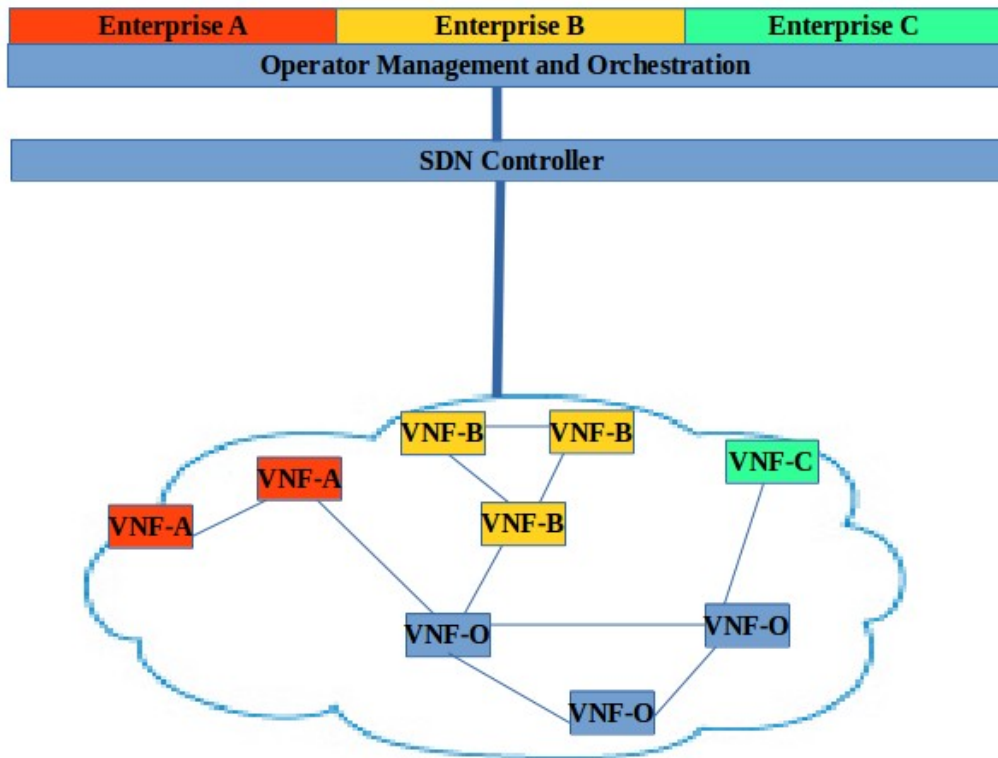 Enterprise A
Enterprise B
Enterprise C
Operator Management and Orchestration
SDN Controller
VNF-B
VNF-B
VNF-C
VNF-A
VNF-A
VNF-B
VNF-O
VNF-O
VNF-O